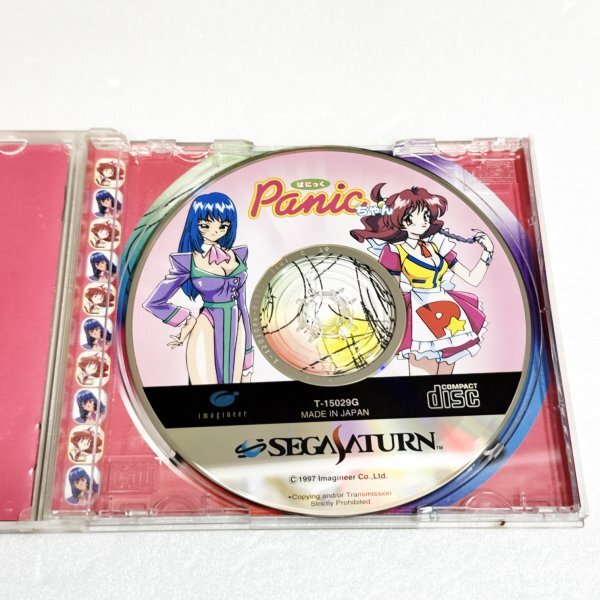 ぱにっく
Panic
ちゃん
P
imagineer
T-15029G
MADE IN JAPAN
COMPACT
disc
SEGA SATURN™
© 1997 Imagineer Co.,Ltd.
•Copying and/or Transmission
Strictly Prohibited.